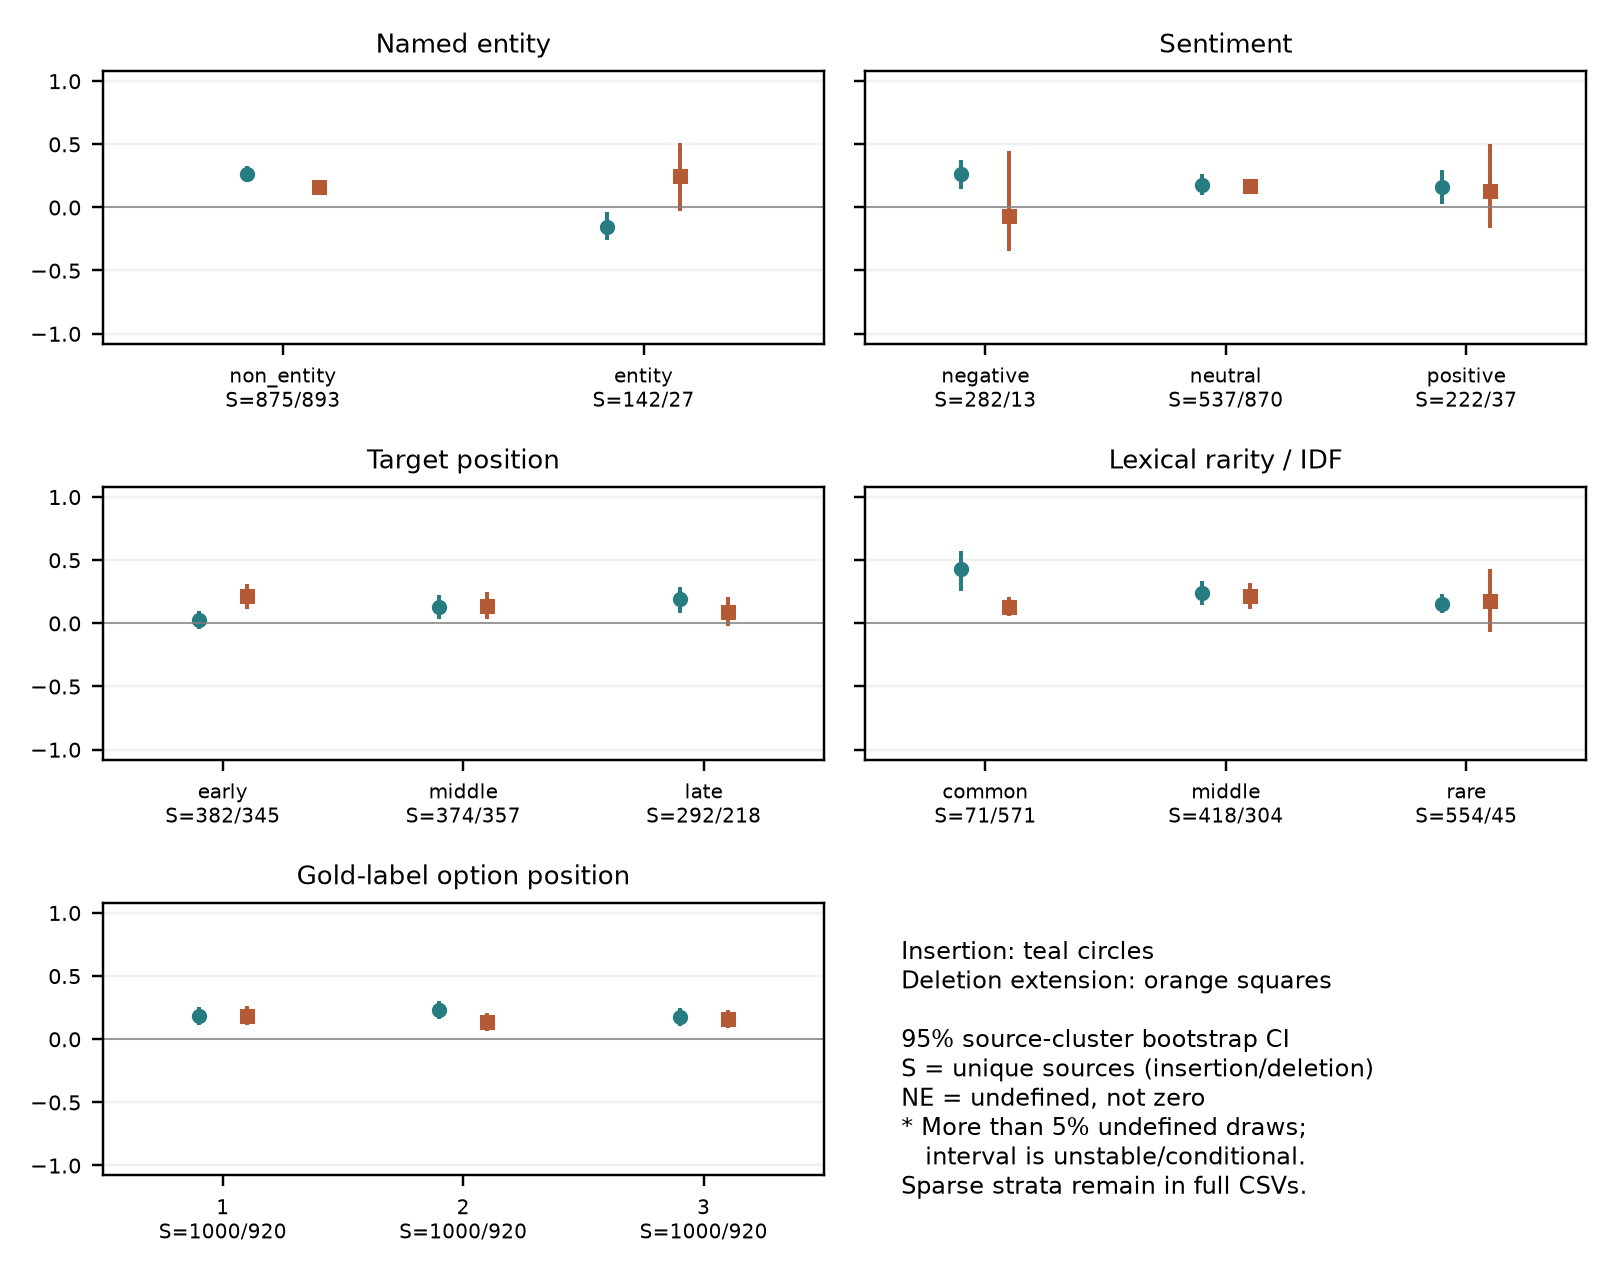 Named entity
1.0
0.5
0.0
−0.5
−1.0
non_entity
S=875/893
entity
S=142/27
Sentiment
negative
S=282/13
neutral
S=537/870
positive
S=222/37
Target position
1.0
0.5
0.0
−0.5
−1.0
early
S=382/345
middle
S=374/357
late
S=292/218
Lexical rarity / IDF
common
S=71/571
middle
S=418/304
rare
S=554/45
Gold-label option position
1.0
0.5
0.0
−0.5
−1.0
1
S=1000/920
2
S=1000/920
3
S=1000/920
Insertion: teal circles
Deletion extension: orange squares
95% source-cluster bootstrap CI
S = unique sources (insertion/deletion)
NE = undefined, not zero
* More than 5% undefined draws;
interval is unstable/conditional.
Sparse strata remain in full CSVs.